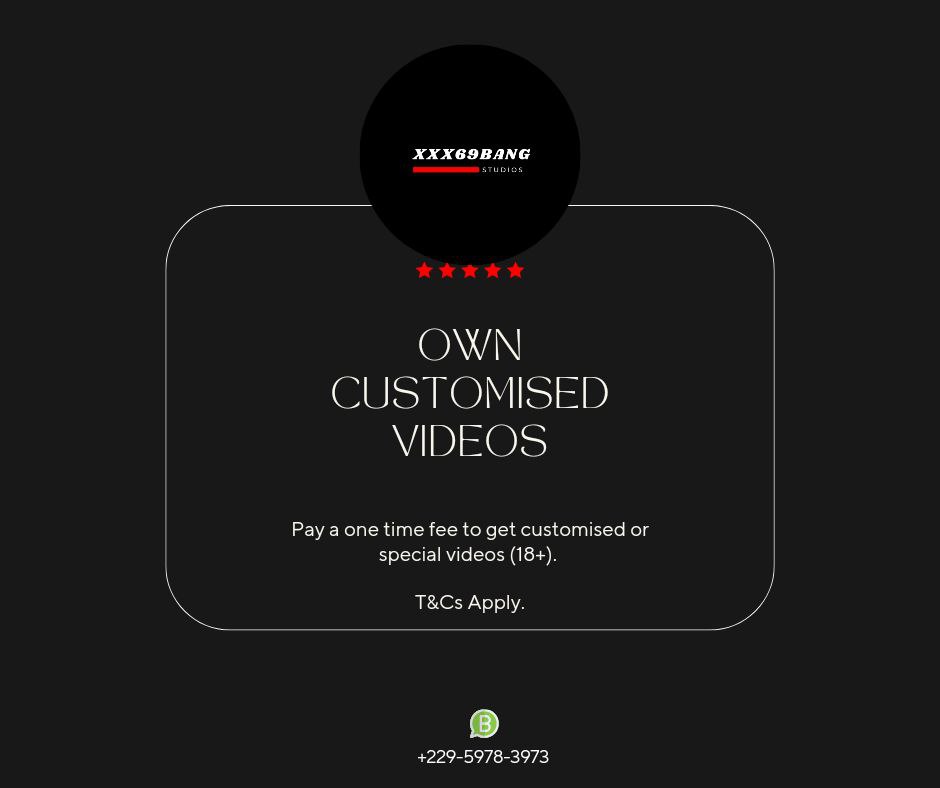 XXX69BANG
STUDIOS
OWN
CUSTOMISED
VIDEOS
Pay a one time fee to get customised or
special videos (18+).
T&Cs Apply.
B
+229-5978-3973